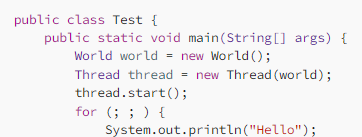 public class Test {
public static void main(String[] args) {
World world = new World();
Thread thread = new Thread(world);
thread.start();
for (; ; ) {
System.out.println("Hello");